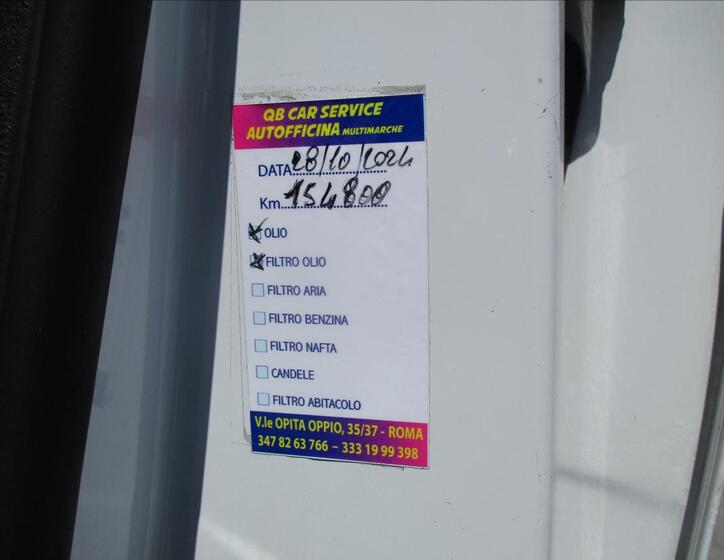 QB CAR SERVICE
AUTOFFICINA MULTIMARCHE
DATA 28/10/2024
Km 154800
OLIO
FILTRO OLIO
FILTRO ARIA
FILTRO BENZINA
FILTRO NAFTA
CANDELE
FILTRO ABITACOLO
V.le OPITA OPPIO, 35/37 - ROMA
347 82 63 766 – 333 19 99 398